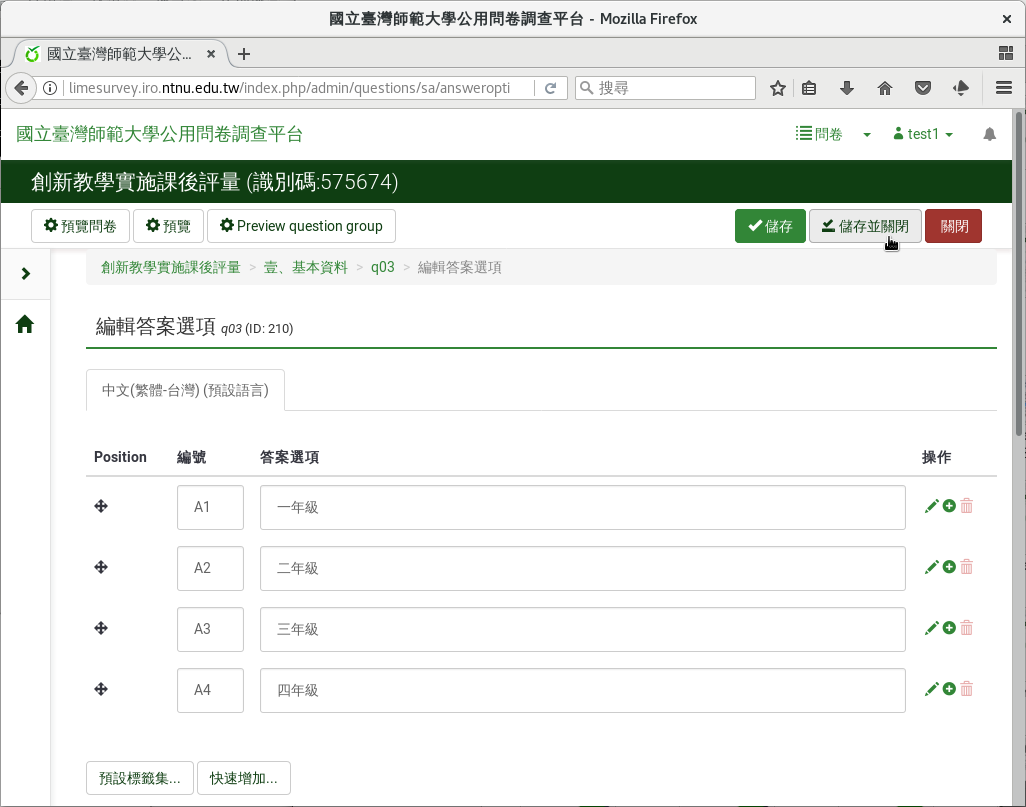 國立臺灣師範大學公用問卷調查平台 - Mozilla Firefox
國立臺灣師範大學公...
limesurvey.iro.ntnu.edu.tw/index.php/admin/questions/sa/answeropti
搜尋
國立臺灣師範大學公用問卷調查平台
問卷
test1
創新教學實施課後評量 (識別碼:575674)
預覽問卷
預覽
Preview question group
儲存
儲存並關閉
關閉
創新教學實施課後評量 > 壹、基本資料 > q03 > 編輯答案選項
編輯答案選項 q03 (ID: 210)
中文(繁體-台灣) (預設語言)
Position 編號 答案選項 操作
A1 一年級
A2 二年級
A3 三年級
A4 四年級
預設標籤集...
快速增加...